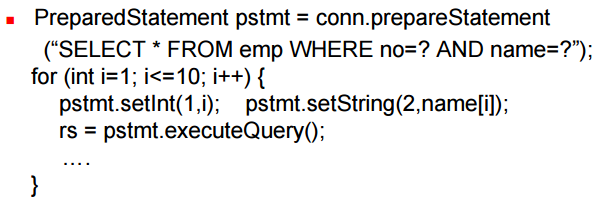 ▪ PreparedStatement pstmt = conn.prepareStatement
(“SELECT * FROM emp WHERE no=? AND name=?”);
for (int i=1; i<=10; i++) {
pstmt.setInt(1,i); pstmt.setString(2,name[i]);
rs = pstmt.executeQuery();
….
}